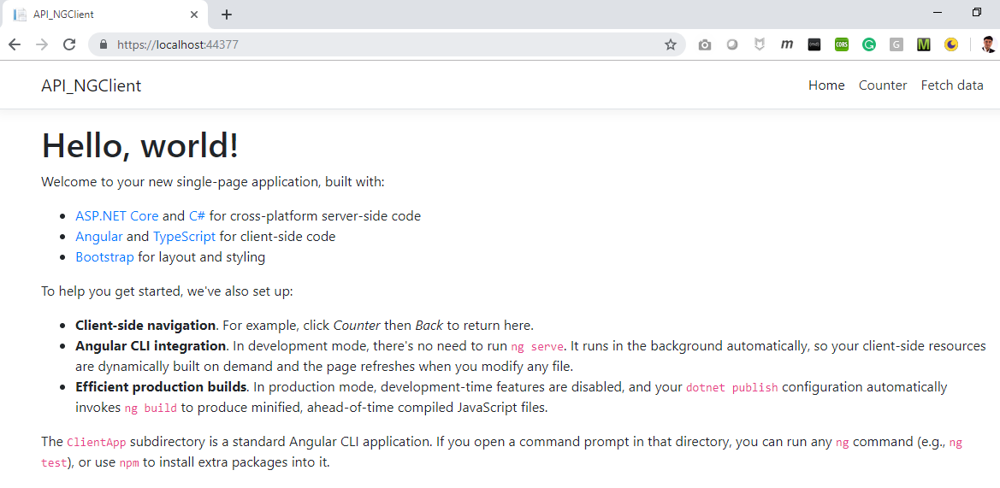 API_NGClient
https://localhost:44377
m
(md)
CORS
G
G
M
API_NGClient
Home Counter Fetch data
Hello, world!
Welcome to your new single-page application, built with:
ASP.NET Core and C# for cross-platform server-side code
Angular and TypeScript for client-side code
Bootstrap for layout and styling
To help you get started, we've also set up:
Client-side navigation. For example, click Counter then Back to return here.
Angular CLI integration. In development mode, there's no need to run ng serve. It runs in the background automatically, so your client-side resources
are dynamically built on demand and the page refreshes when you modify any file.
Efficient production builds. In production mode, development-time features are disabled, and your dotnet publish configuration automatically
invokes ng build to produce minified, ahead-of-time compiled JavaScript files.
The ClientApp subdirectory is a standard Angular CLI application. If you open a command prompt in that directory, you can run any ng command (e.g., ng
test), or use npm to install extra packages into it.